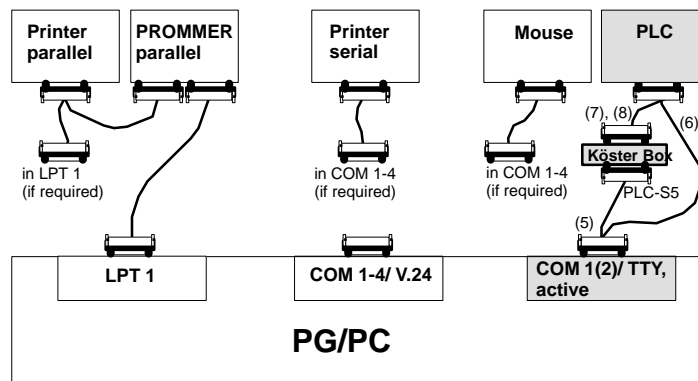 Printer
parallel
PROMMER
parallel
Printer
serial
Mouse
PLC
(7), (8)
(6)
in LPT 1
(if required)
in COM 1-4
(if required)
in COM 1-4
(if required)
Köster Box
PLC-S5
(5)
LPT 1
COM 1-4/ V.24
COM 1(2)/ TTY,
active
PG/PC